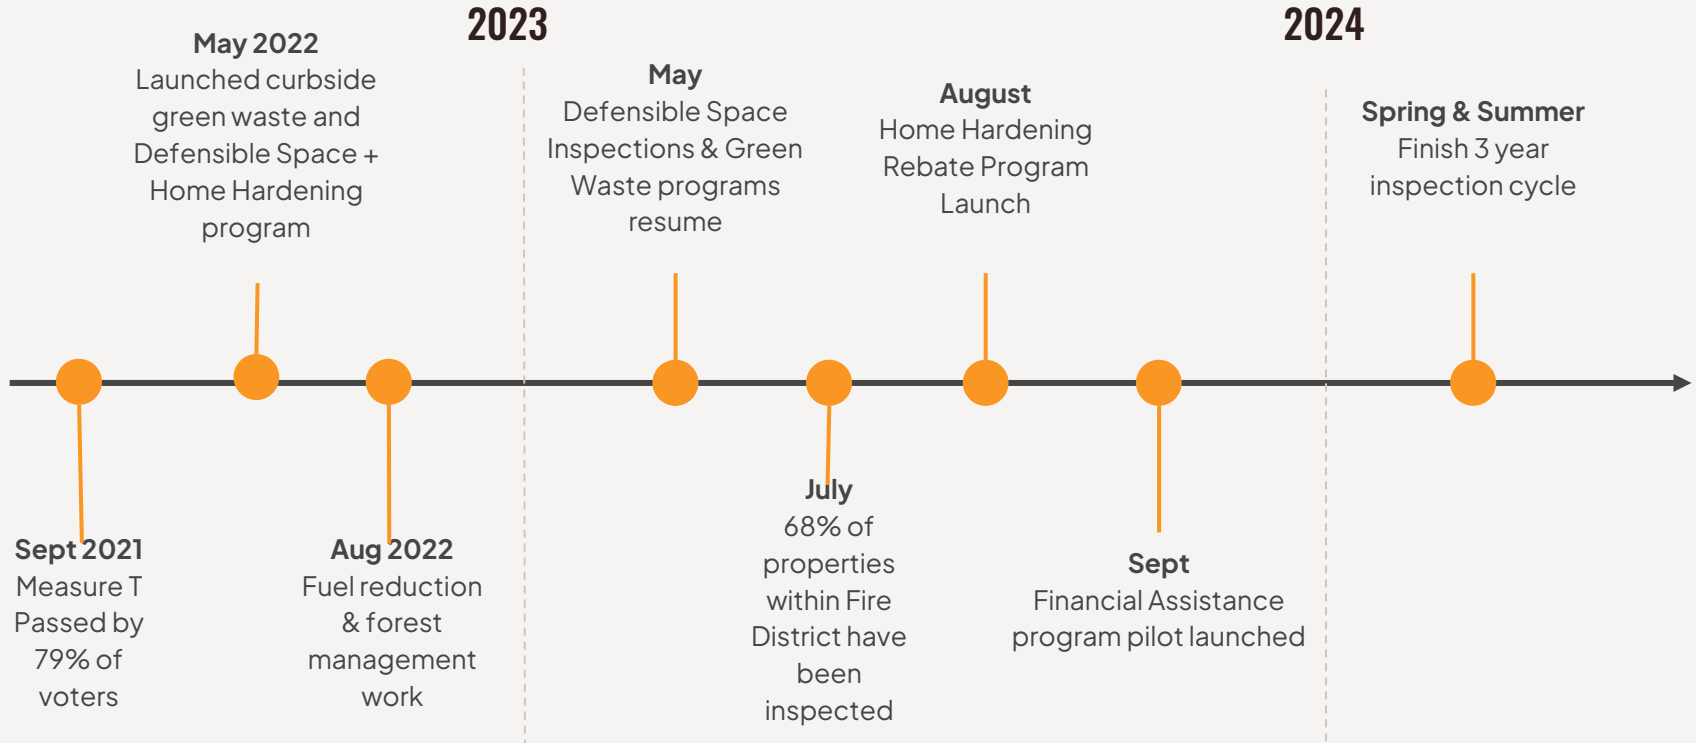 2023
2024
May 2022
Launched curbside
green waste and
Defensible Space +
Home Hardening
program
May
Defensible Space
Inspections & Green
Waste programs
resume
August
Home Hardening
Rebate Program
Launch
Spring & Summer
Finish 3 year
inspection cycle
Sept 2021
Measure T
Passed by
79% of
voters
Aug 2022
Fuel reduction
& forest
management
work
July
68% of
properties
within Fire
District have
been
inspected
Sept
Financial Assistance
program pilot launched